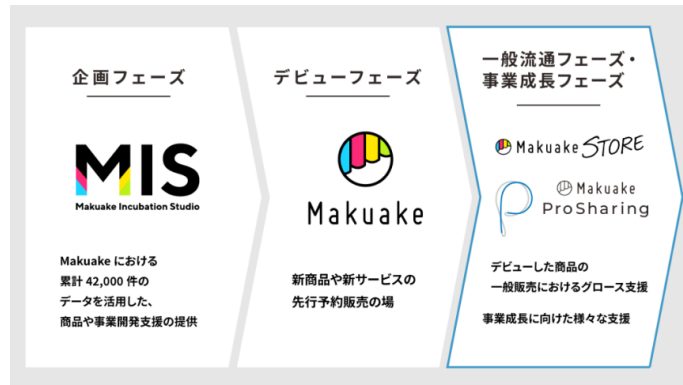 企画フェーズ
MIS
Makuake Incubation Studio
Makuake における
累計 42,000 件の
データを活用した、
商品や事業開発支援の提供
デビューフェーズ
Makuake
新商品や新サービスの
先行予約販売の場
一般流通フェーズ・
事業成長フェーズ
Makuake STORE
Makuake
ProSharing
デビューした商品の
一般販売におけるグロース支援
事業成長に向けた様々な支援